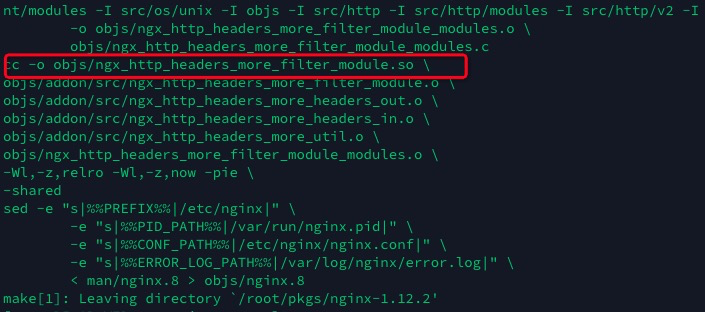 nt/modules -I src/os/unix -I objs -I src/http -I src/http/modules -I src/http/v2 -I
-o objs/ngx_http_headers_more_filter_module_modules.o \
objs/ngx_http_headers_more_filter_module_modules.c
cc -o objs/ngx_http_headers_more_filter_module.so \
objs/addon/src/ngx_http_headers_more_filter_module.o \
objs/addon/src/ngx_http_headers_more_headers_out.o \
objs/addon/src/ngx_http_headers_more_headers_in.o \
objs/addon/src/ngx_http_headers_more_util.o \
objs/ngx_http_headers_more_filter_module_modules.o \
-Wl,-z,relro -Wl,-z,now -pie \
-shared
sed -e "s|%%PREFIX%%|/etc/nginx|" \
-e "s|%%PID_PATH%%|/var/run/nginx.pid|" \
-e "s|%%CONF_PATH%%|/etc/nginx/nginx.conf|" \
-e "s|%%ERROR_LOG_PATH%%|/var/log/nginx/error.log|" \
< man/nginx.8 > objs/nginx.8
make[1]: Leaving directory `/root/pkgs/nginx-1.12.2'